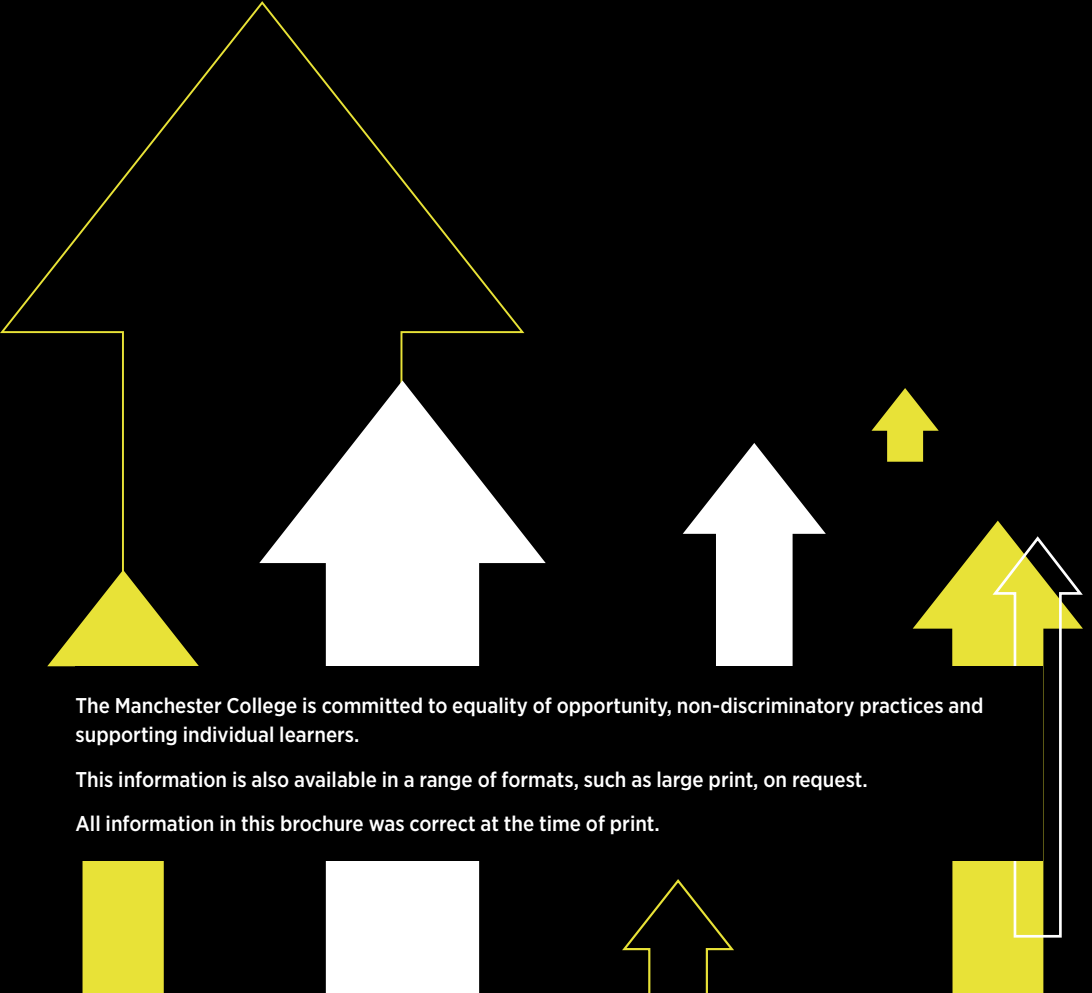 The Manchester College is committed to equality of opportunity, non-discriminatory practices and
supporting individual learners.
This information is also available in a range of formats, such as large print, on request.
All information in this brochure was correct at the time of print.